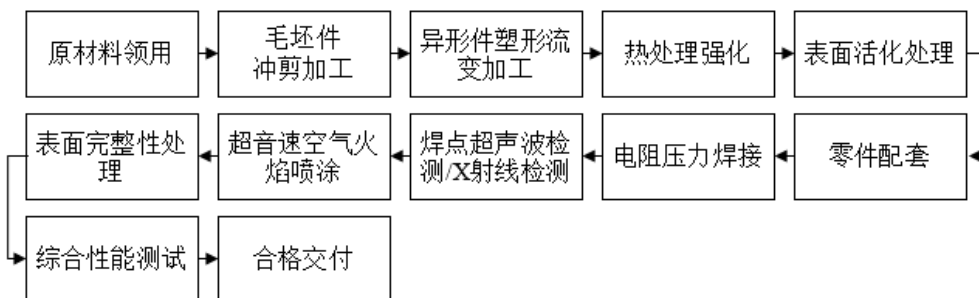 原材料领用
毛坯件
冲剪加工
异形件塑形流
变加工
热处理强化
表面活化处理
表面完整性处
理
超音速空气火
焰喷涂
焊点超声波检
测/X射线检测
电阻压力焊接
零件配套
综合性能测试
合格交付